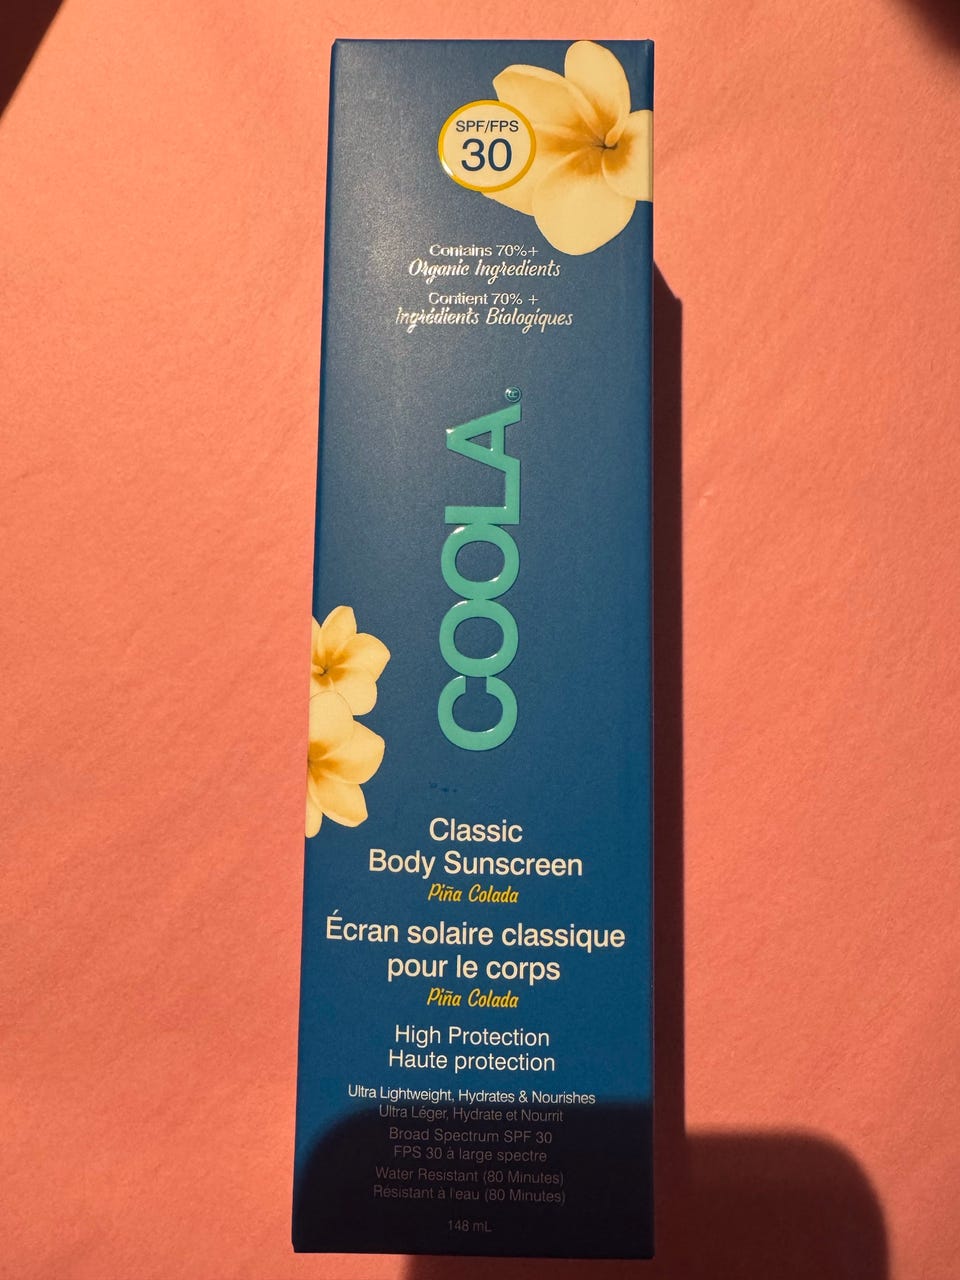 SPF/FPS
30
Contains 70%+
Organic Ingredients
Contient 70% +
Ingrédients Biologiques
COOLA®
Classic
Body Sunscreen
Piña Colada
Écran solaire classique
pour le corps
Piña Colada
High Protection
Haute protection
Ultra Lightweight, Hydrates & Nourishes
Ultra Léger, Hydrate et Nourrit
Broad Spectrum SPF 30
FPS 30 à large spectre
Water Resistant (80 Minutes)
Résistant à l'eau (80 Minutes)
148 mL